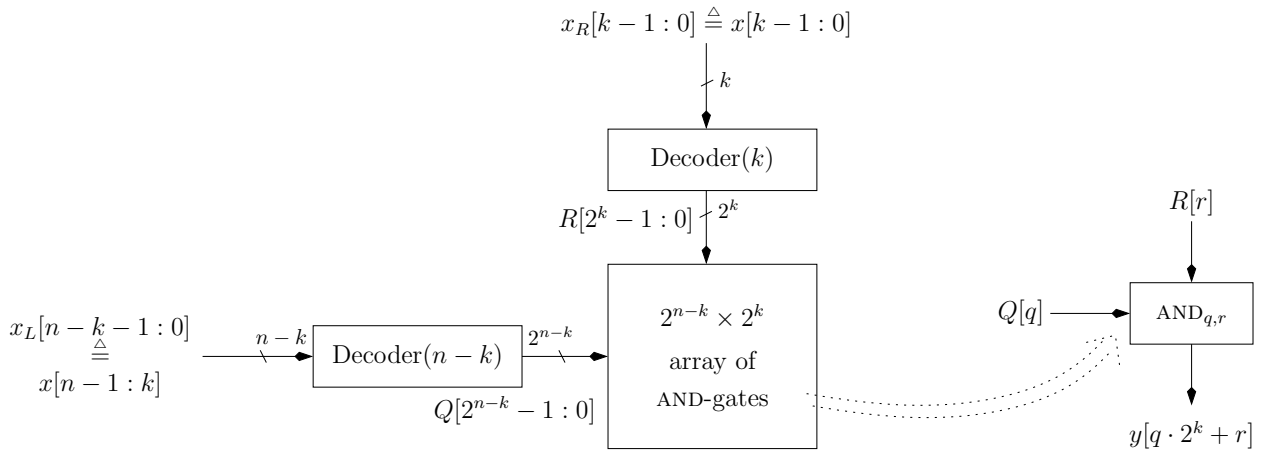 x_R[k − 1 : 0] ≜ x[k − 1 : 0]
k
Decoder(k)
R[2^k − 1 : 0]
2^k
R[r]
x_L[n − k − 1 : 0]
≜
x[n − 1 : k]
n − k
Decoder(n − k)
2^{n−k}
Q[2^{n−k} − 1 : 0]
2^{n−k} × 2^k
array of
AND-gates
Q[q]
AND_{q,r}
y[q · 2^k + r]